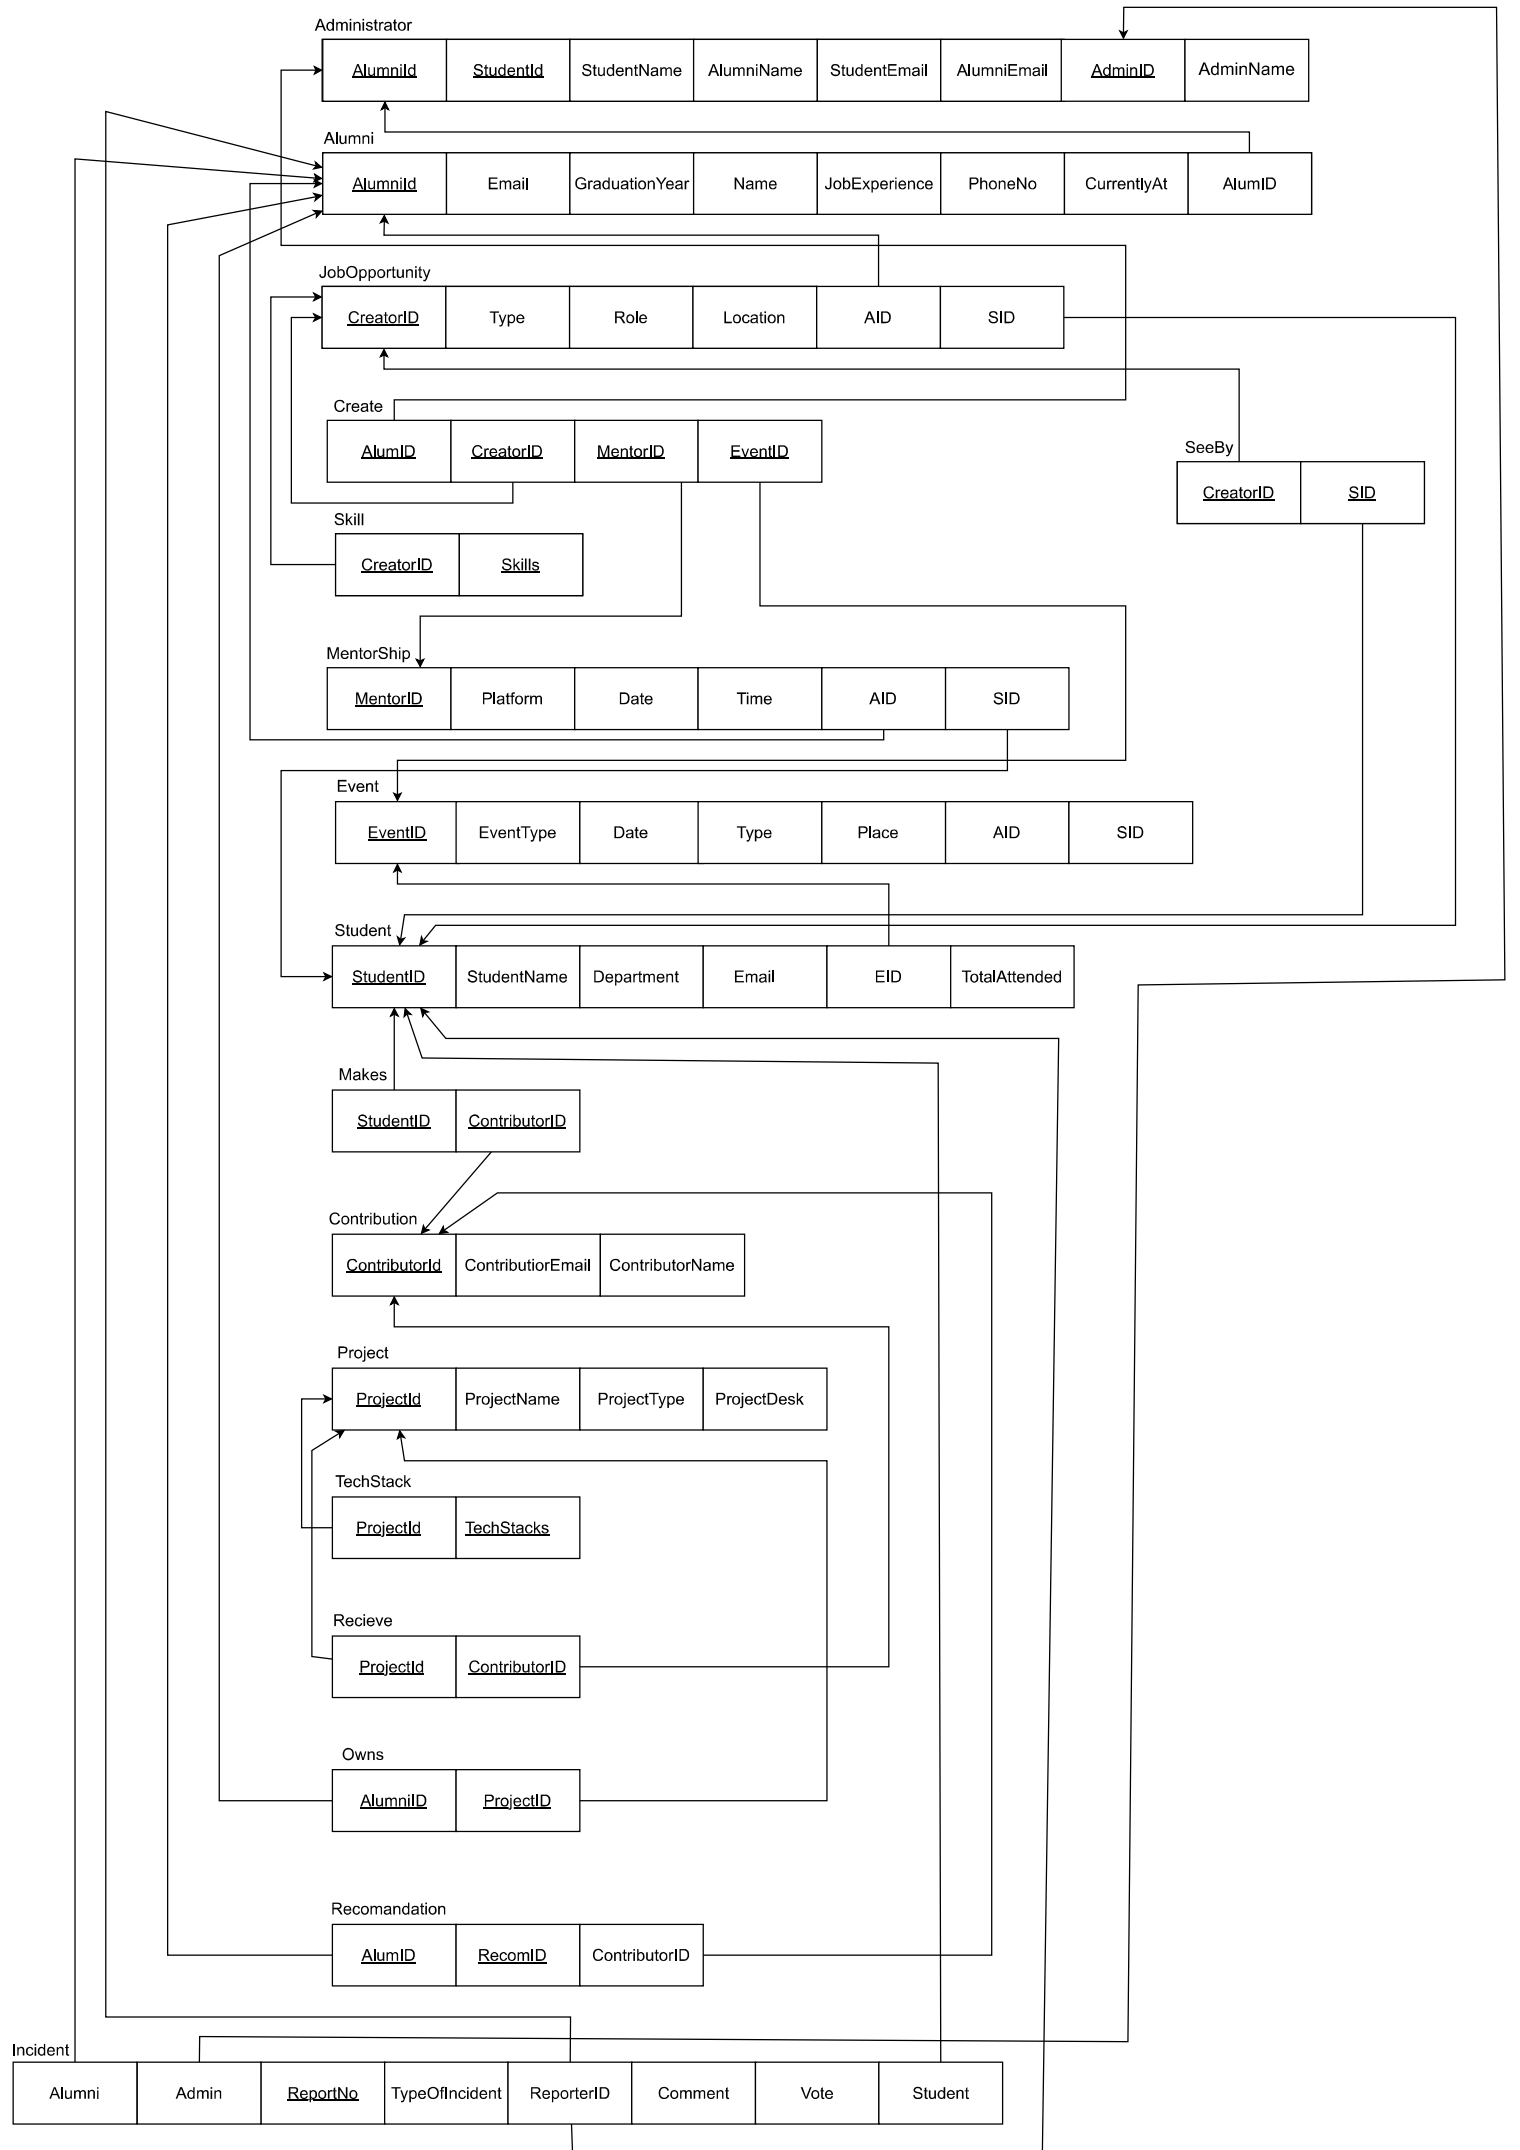 Administrator
AlumniId StudentId StudentName AlumniName StudentEmail AlumniEmail AdminID AdminName
Alumni
AlumniId Email GraduationYear Name JobExperience PhoneNo CurrentlyAt AlumID
JobOpportunity
CreatorID Type Role Location AID SID
Create
AlumID CreatorID MentorID EventID
SeeBy
CreatorID SID
Skill
CreatorID Skills
MentorShip
MentorID Platform Date Time AID SID
Event
EventID EventType Date Type Place AID SID
Student
StudentID StudentName Department Email EID TotalAttended
Makes
StudentID ContributorID
Contribution
ContributorId ContributiorEmail ContributorName
Project
ProjectId ProjectName ProjectType ProjectDesk
TechStack
ProjectId TechStacks
Recieve
ProjectId ContributorID
Owns
AlumniID ProjectID
Recomandation
AlumID RecomID ContributorID
Incident
Alumni Admin ReportNo TypeOfIncident ReporterID Comment Vote Student